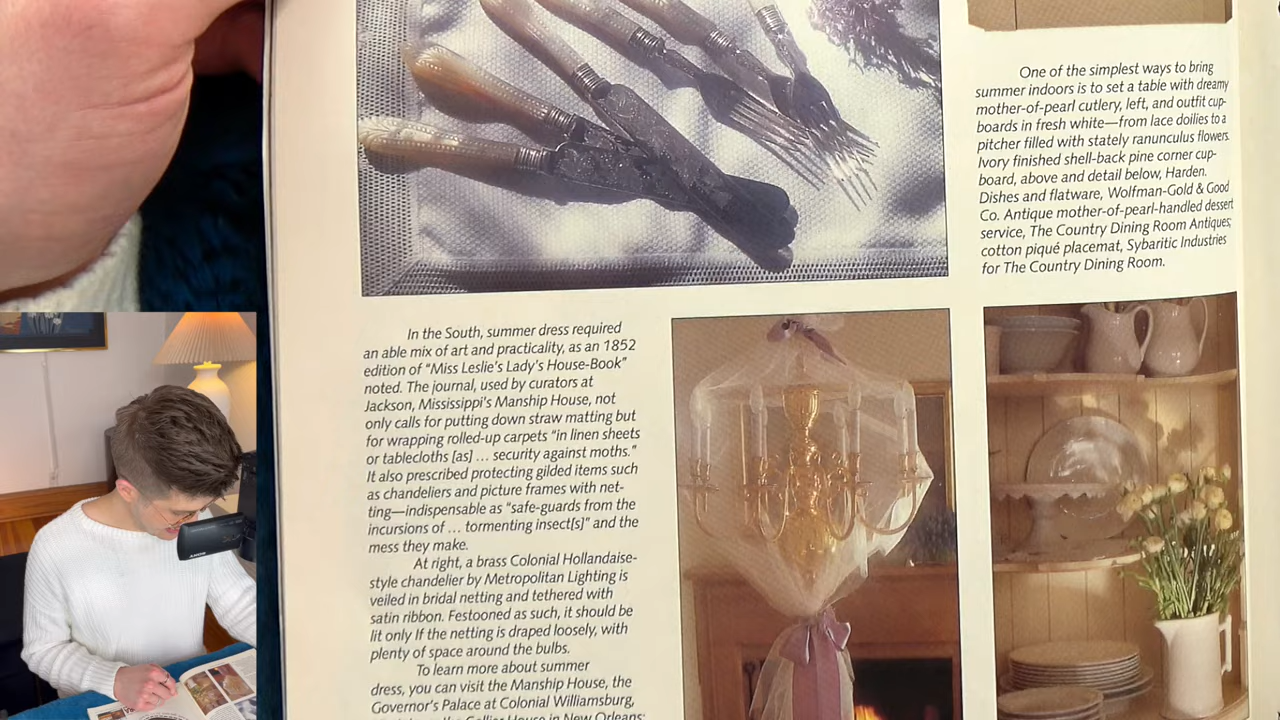 One of the simplest ways to bring
summer indoors is to set a table with dreamy
mother-of-pearl cutlery, left, and outfit cup-
boards in fresh white—from lace doilies to a
pitcher filled with stately ranunculus flowers.
Ivory finished shell-back pine corner cup-
board, above and detail below, Harden.
Dishes and flatware, Wolfman-Gold & Good
Co. Antique mother-of-pearl-handled dessert
service, The Country Dining Room Antiques;
cotton piqué placemat, Sybaritic Industries
for The Country Dining Room.
In the South, summer dress required
an able mix of art and practicality, as an 1852
edition of "Miss Leslie's Lady's House-Book"
noted. The journal, used by curators at
Jackson, Mississippi's Manship House, not
only calls for putting down straw matting but
for wrapping rolled-up carpets "in linen sheets
or tablecloths [as] ... security against moths."
It also prescribed protecting gilded items such
as chandeliers and picture frames with net-
ting—indispensable as "safe-guards from the
incursions of ... tormenting insect[s]" and the
mess they make.
At right, a brass Colonial Hollandaise-
style chandelier by Metropolitan Lighting is
veiled in bridal netting and tethered with
satin ribbon. Festooned as such, it should be
lit only If the netting is draped loosely, with
plenty of space around the bulbs.
To learn more about summer
dress, you can visit the Manship House, the
Governor's Palace at Colonial Williamsburg,
House in New Orleans;